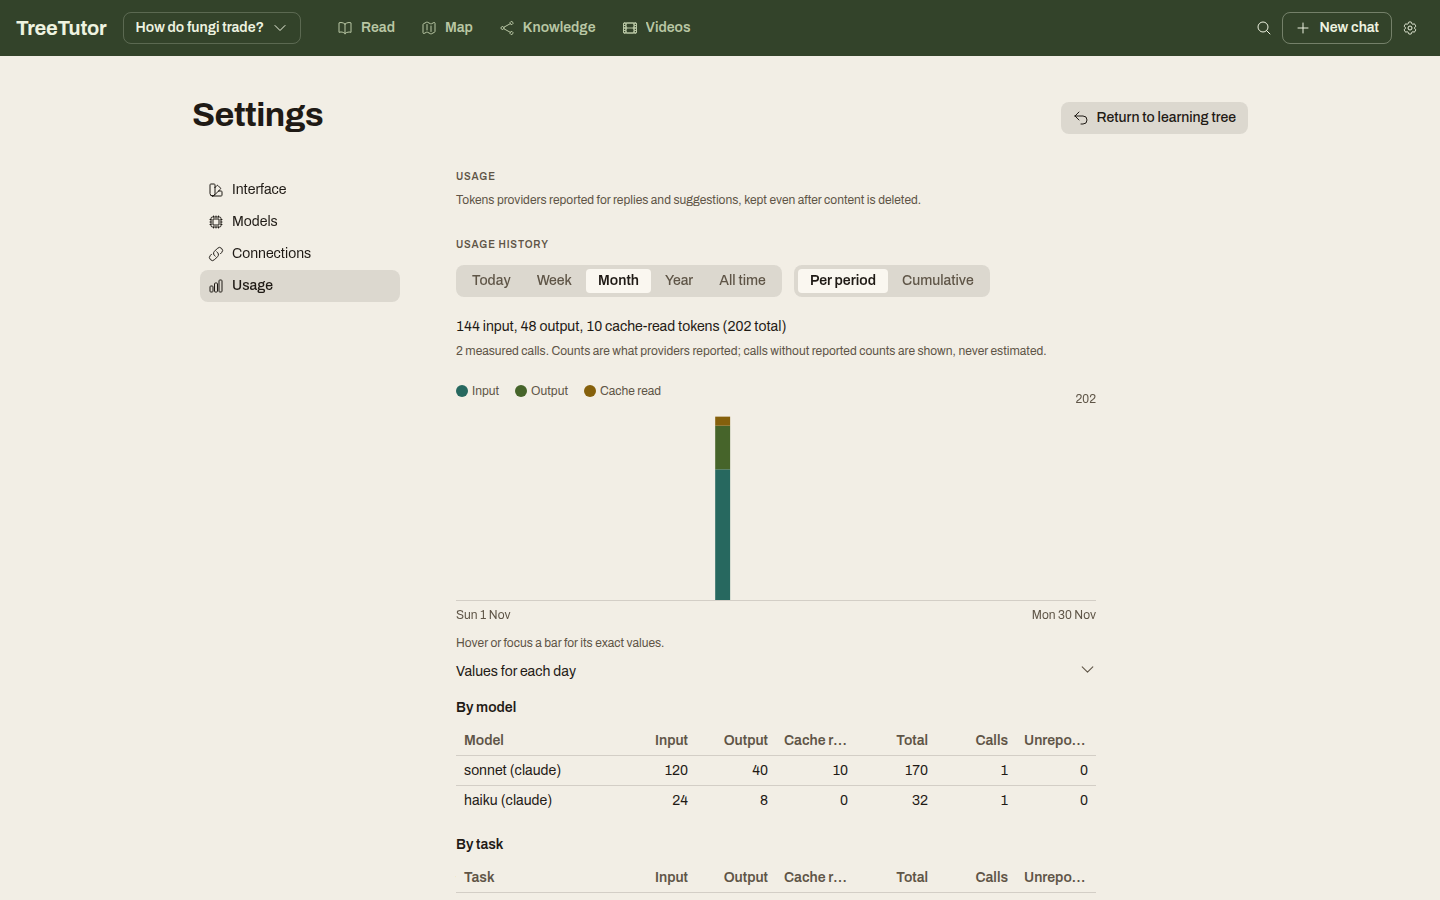 TreeTutor
How do fungi trade?
Read
Map
Knowledge
Videos
New chat
Settings
Return to learning tree
Interface
Models
Connections
Usage
USAGE
Tokens providers reported for replies and suggestions, kept even after content is deleted.
USAGE HISTORY
Today Week Month Year All time
Per period Cumulative
144 input, 48 output, 10 cache-read tokens (202 total)
2 measured calls. Counts are what providers reported; calls without reported counts are shown, never estimated.
Input Output Cache read
202
Sun 1 Nov
Mon 30 Nov
Hover or focus a bar for its exact values.
Values for each day
By model
Model Input Output Cache r... Total Calls Unrepo...
sonnet (claude) 120 40 10 170 1 0
haiku (claude) 24 8 0 32 1 0
By task
Task Input Output Cache r... Total Calls Unrepo...